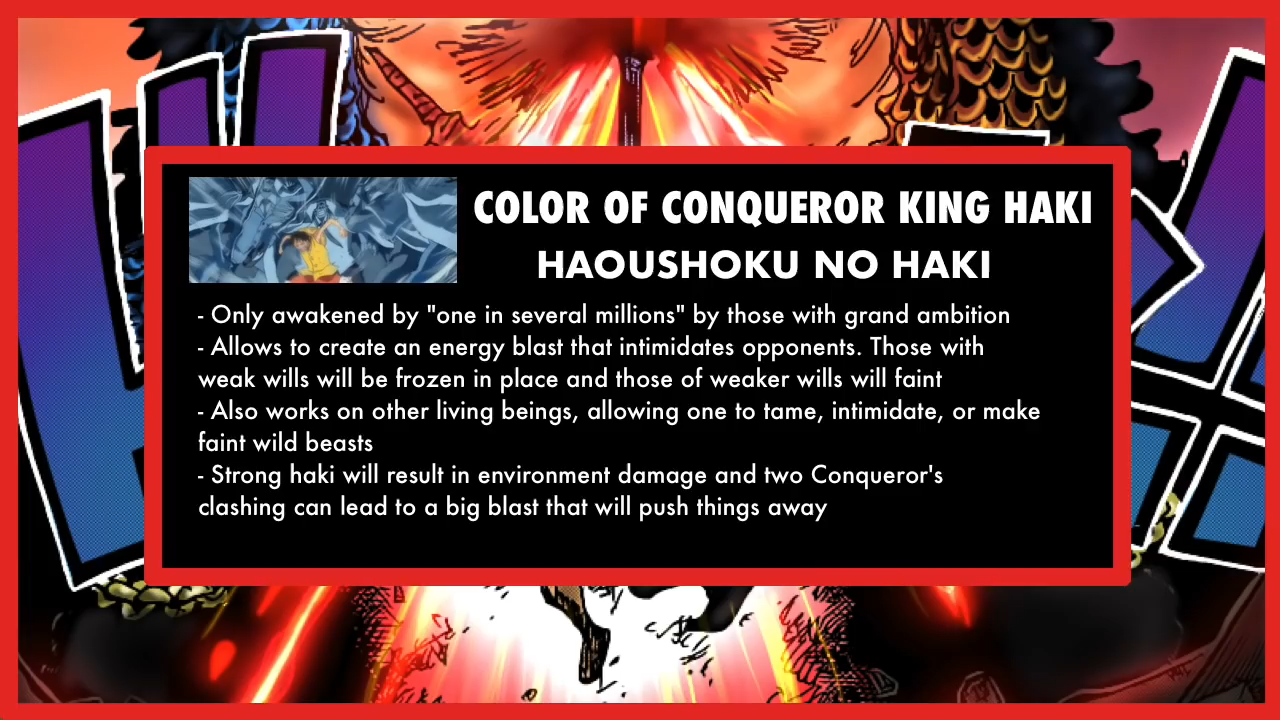 COLOR OF CONQUEROR KING HAKI
HAOUSHOKU NO HAKI
- Only awakened by "one in several millions" by those with grand ambition
- Allows to create an energy blast that intimidates opponents. Those with
weak wills will be frozen in place and those of weaker wills will faint
- Also works on other living beings, allowing one to tame, intimidate, or make
faint wild beasts
- Strong haki will result in environment damage and two Conqueror's
clashing can lead to a big blast that will push things away